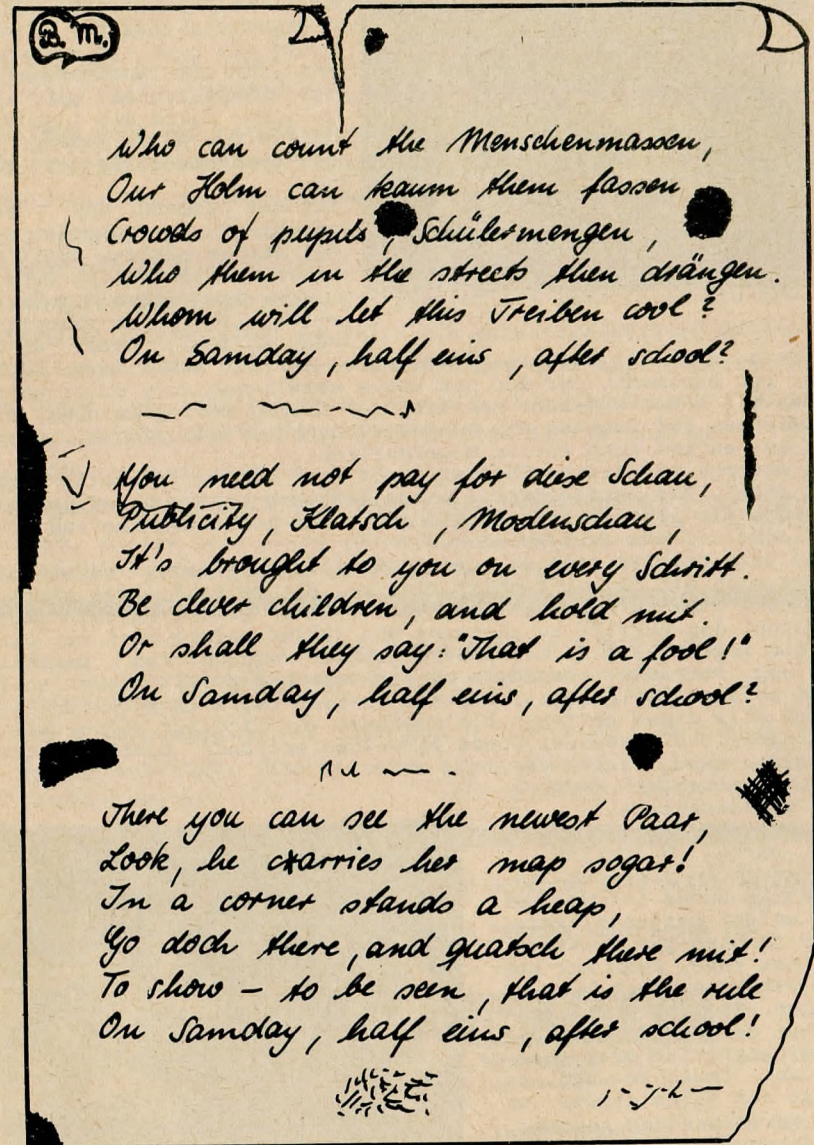 B. M.
Who can count the Menschenmassen,
Our Holm can kaum them fassen
Crowds of pupils, Schülermengen,
Who them in the streets then drängen.
Whom will let this Treiben cool?
On Samday, half eins, after school?
You need not pay for diese Schau,
Publicity, Klatsch, Modenschau,
It's brought to you on every Schritt.
Be clever children, and hold mit.
Or shall they say: "That is a fool!"
On Samday, half eins, after school?
There you can see the newest Paar,
Look, he carries her map sogar!
In a corner stands a heap,
Go doch there, and quatsch there mit!
To show – to be seen, that is the rule
On Samday, half eins, after school!